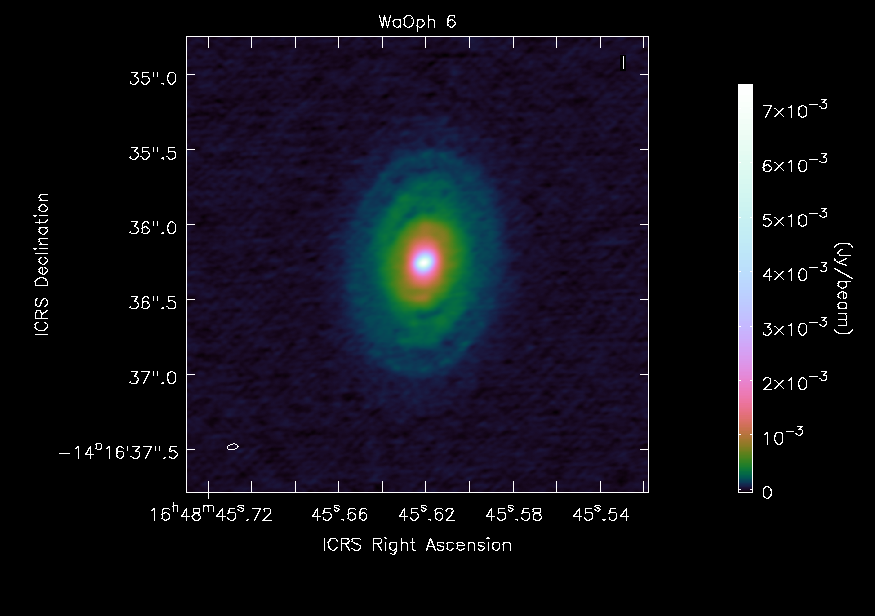 WaOph 6
35".0
35".5
36".0
36".5
37".0
−14°16'37".5
16ʰ48ᵐ45ˢ.72 45ˢ.66 45ˢ.62 45ˢ.58 45ˢ.54
ICRS Right Ascension
ICRS Declination
7×10⁻³
6×10⁻³
5×10⁻³
4×10⁻³
3×10⁻³
2×10⁻³
10⁻³
0
(Jy/beam)